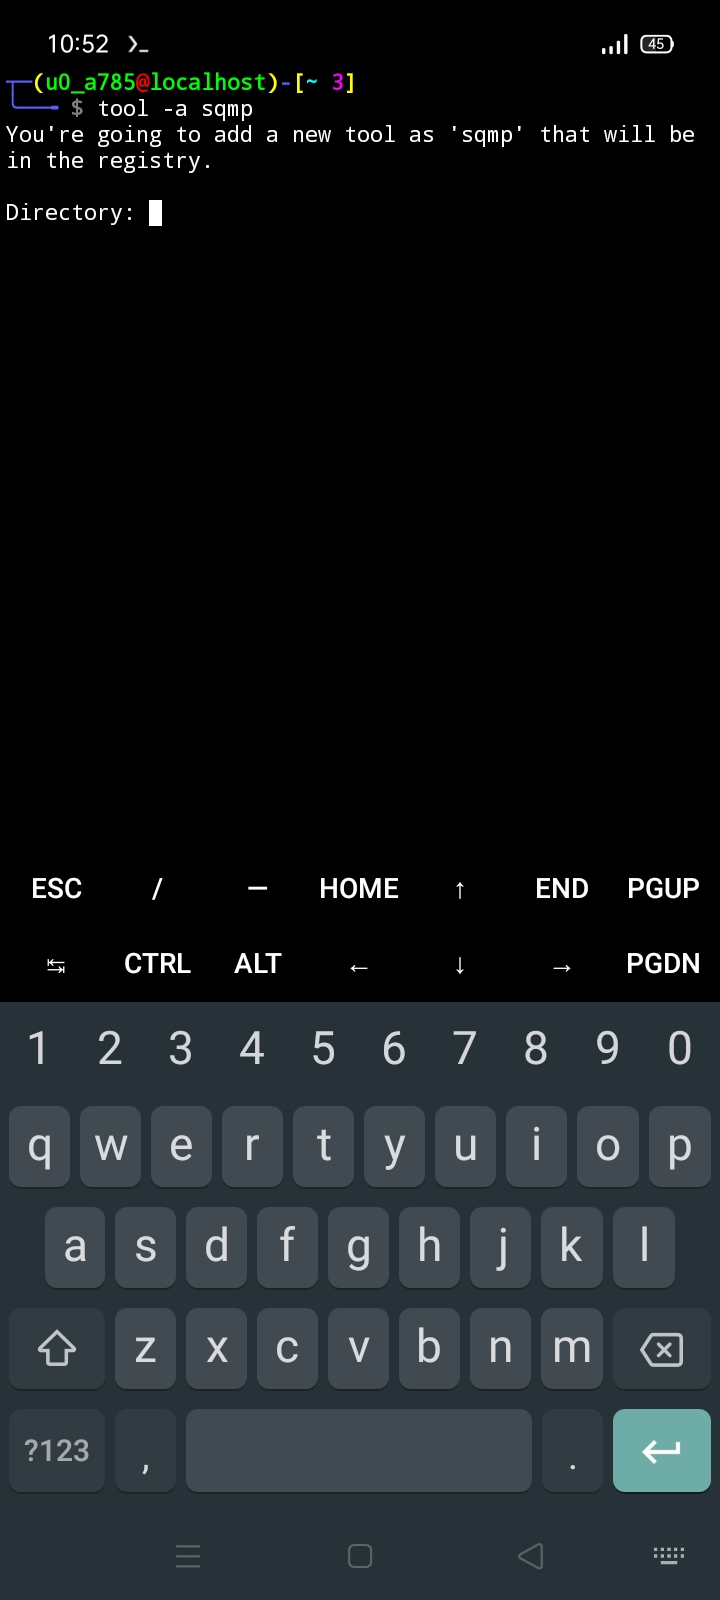 10:52 45
(u0_a785@localhost)-[~ 3]
$ tool -a sqmp
You're going to add a new tool as 'sqmp' that will be
in the registry.
Directory:
ESC / — HOME ↑ END PGUP
↹ CTRL ALT ← ↓ → PGDN
1 2 3 4 5 6 7 8 9 0
q w e r t y u i o p
a s d f g h j k l
z x c v b n m
?123 , .